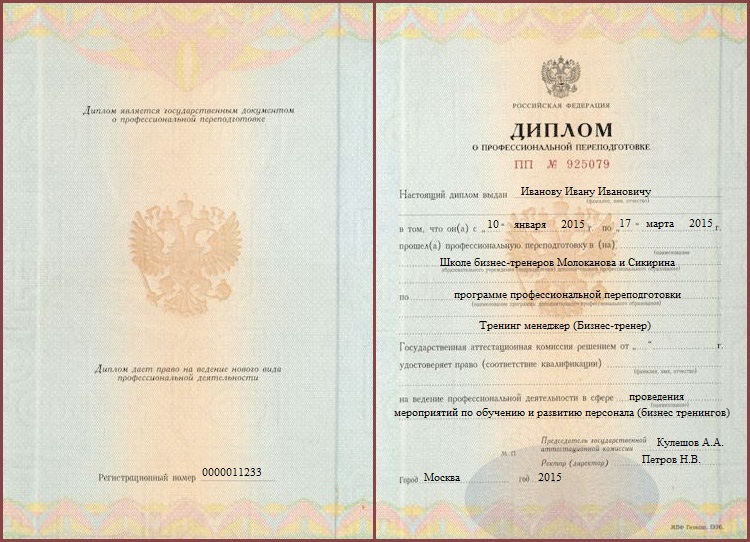 Диплом является государственным документом
о профессиональной переподготовке
Диплом дает право на ведение нового вида
профессиональной деятельности
Регистрационный номер 0000011233
РОССИЙСКАЯ ФЕДЕРАЦИЯ
ДИПЛОМ
О ПРОФЕССИОНАЛЬНОЙ ПЕРЕПОДГОТОВКЕ
ПП № 925079
Настоящий диплом выдан Иванову Ивану Ивановичу
(фамилия, имя, отчество)
в том, что он(а) с „10" января 2015 г. по „17" марта 2015 г.
прошел(а) профессиональную переподготовку в (на)
(наименование
Школе бизнес-тренеров Молоканова и Сикирина
образовательного учреждения (подразделения) дополнительного профессионального образования)
по программе профессиональной переподготовки
(наименование программы дополнительного профессионального образования)
Тренинг менеджер (Бизнес-тренер)
Государственная аттестационная комиссия решением от „ " г.
удостоверяет право (соответствие квалификации)
(фамилия, имя, отчество)
на ведение профессиональной деятельности в сфере проведения
(наименование)
мероприятий по обучению и развитию персонала (бизнес тренингов)
Председатель государственной
аттестационной комиссии Кулешов А.А.
М. П.
Ректор (директор) Петров Н.В.
Город Москва год 2015